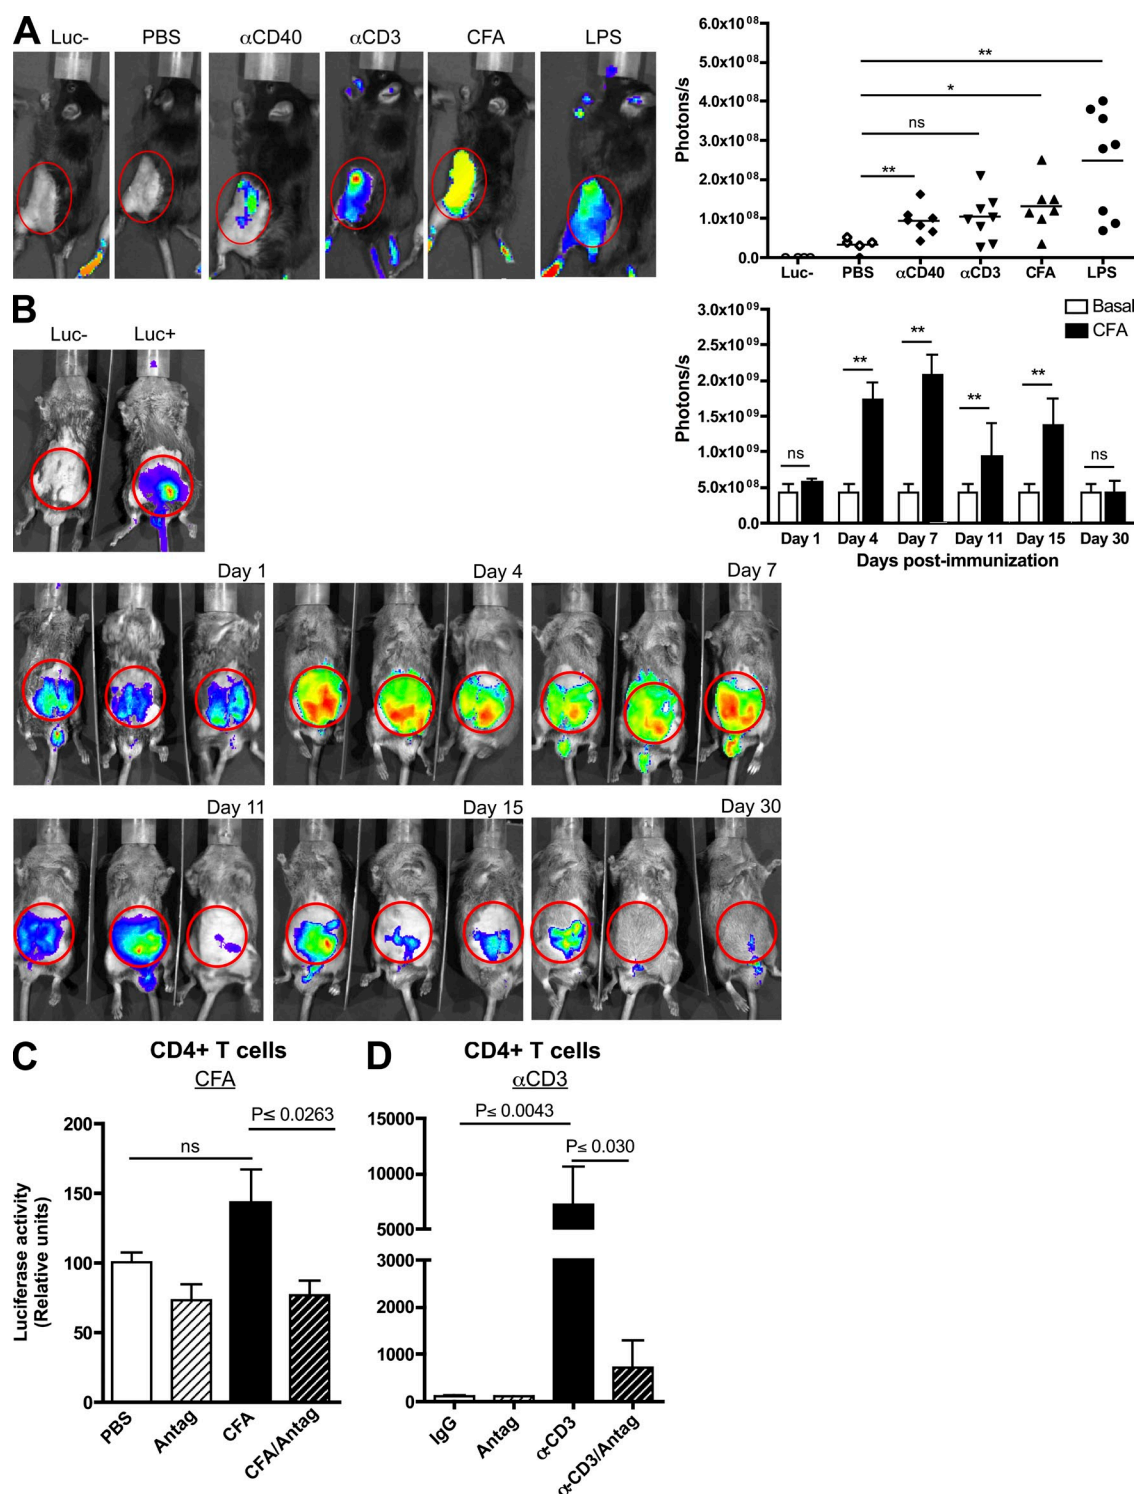 A
Luc- PBS αCD40 αCD3 CFA LPS
Photons/s
6.0x10⁰⁸
5.0x10⁰⁸
4.0x10⁰⁸
3.0x10⁰⁸
2.0x10⁰⁸
1.0x10⁰⁸
0.0
**
*
ns
**
Luc- PBS αCD40 αCD3 CFA LPS
B
Luc- Luc+
Photons/s
3.0x10⁰⁹
2.5x10⁰⁹
2.0x10⁰⁹
1.5x10⁰⁹
1.0x10⁰⁹
5.0x10⁰⁸
0.0
Basal
CFA
ns ** ** ** ** ns
Day 1 Day 4 Day 7 Day 11 Day 15 Day 30
Days post-immunization
Day 1 Day 4 Day 7
Day 11 Day 15 Day 30
C
CD4+ T cells
CFA
Luciferase activity
(Relative units)
200
150
100
50
0
ns
P≤ 0.0263
PBS Antag CFA CFA/Antag
D
CD4+ T cells
αCD3
15000
10000
5000
3000
2000
1000
0
P≤ 0.0043
P≤ 0.030
IgG Antag α-CD3 α-CD3/Antag